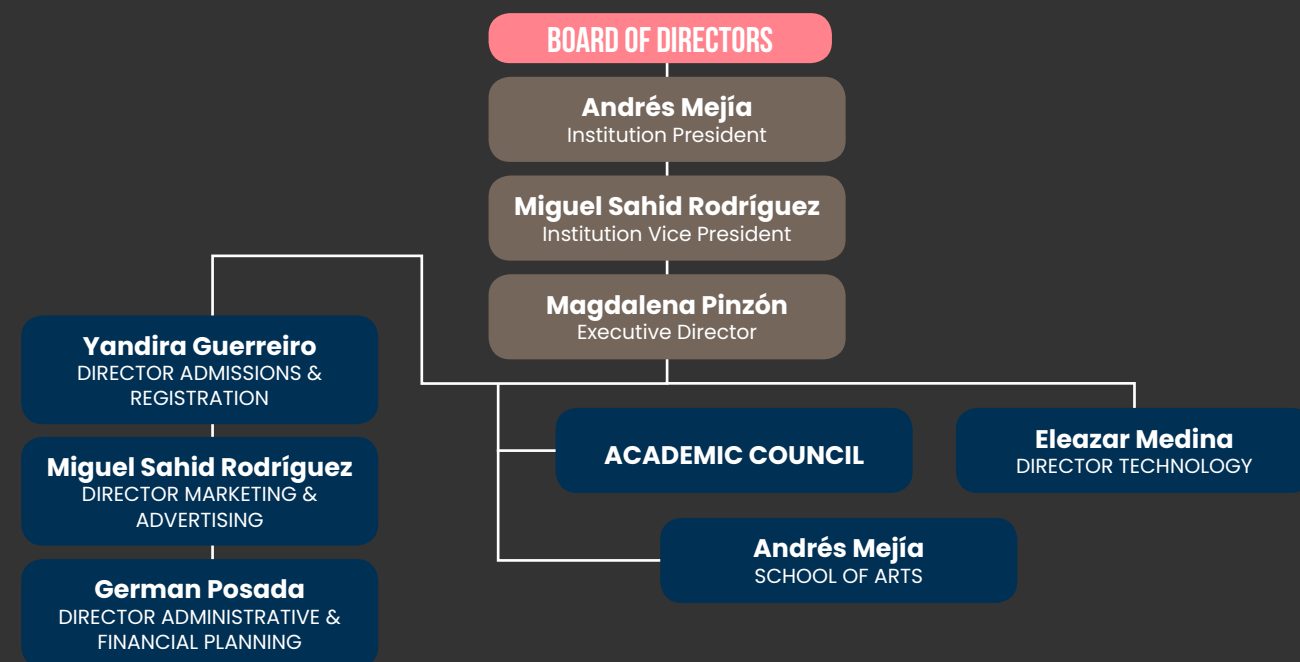 BOARD OF DIRECTORS
Andrés Mejía
Institution President
Miguel Sahid Rodríguez
Institution Vice President
Magdalena Pinzón
Executive Director
Yandira Guerreiro
DIRECTOR ADMISSIONS &
REGISTRATION
Miguel Sahid Rodríguez
DIRECTOR MARKETING &
ADVERTISING
German Posada
DIRECTOR ADMINISTRATIVE &
FINANCIAL PLANNING
ACADEMIC COUNCIL
Eleazar Medina
DIRECTOR TECHNOLOGY
Andrés Mejía
SCHOOL OF ARTS